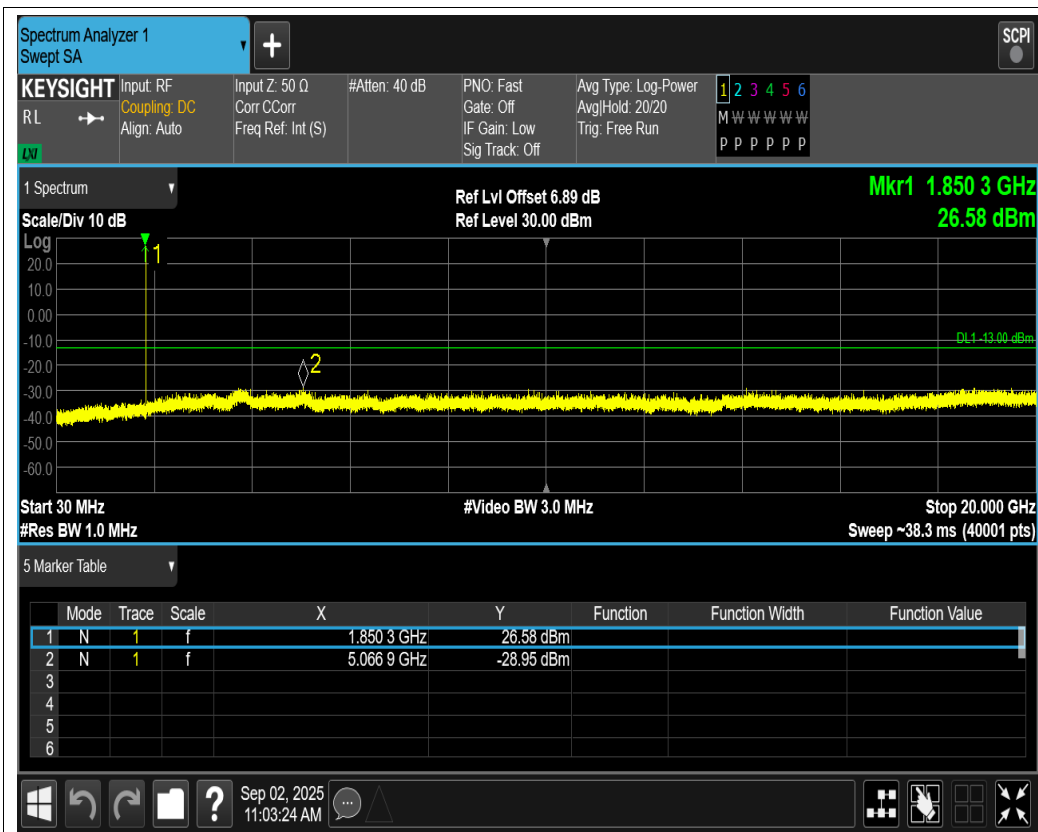 Spectrum Analyzer 1
Swept SA
+
SCPI
KEYSIGHT
RL
LXI
Input: RF
Coupling: DC
Align: Auto
Input Z: 50 Ω
Corr CCorr
Freq Ref: Int (S)
#Atten: 40 dB
PNO: Fast
Gate: Off
IF Gain: Low
Sig Track: Off
Avg Type: Log-Power
Avg|Hold: 20/20
Trig: Free Run
1 2 3 4 5 6
M W W W W W
P P P P P P
1 Spectrum
Scale/Div 10 dB
Ref Lvl Offset 6.89 dB
Ref Level 30.00 dBm
Mkr1 1.850 3 GHz
26.58 dBm
Log
1
20.0
10.0
0.00
-10.0
DL1 -13.00 dBm
-20.0
2
-30.0
-40.0
-50.0
-60.0
Start 30 MHz
#Video BW 3.0 MHz
Stop 20.000 GHz
#Res BW 1.0 MHz
Sweep ~38.3 ms (40001 pts)
5 Marker Table
Mode Trace Scale X Y Function Function Width Function Value
1 N 1 f 1.850 3 GHz 26.58 dBm
2 N 1 f 5.066 9 GHz -28.95 dBm
3
4
5
6
?
Sep 02, 2025
11:03:24 AM